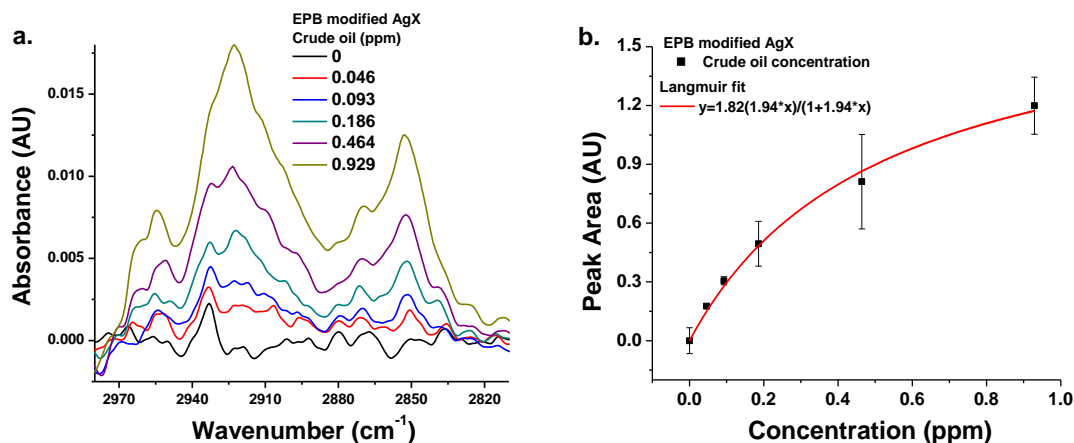 a.
EPB modified AgX
Crude oil (ppm)
0
0.046
0.093
0.186
0.464
0.929
0.015
0.010
0.005
0.000
Absorbance (AU)
2970 2940 2910 2880 2850 2820
Wavenumber (cm⁻¹)
b.
EPB modified AgX
Crude oil concentration
Langmuir fit
y=1.82(1.94*x)/(1+1.94*x)
1.5
1.2
0.9
0.6
0.3
0.0
Peak Area (AU)
0.0 0.2 0.4 0.6 0.8 1.0
Concentration (ppm)